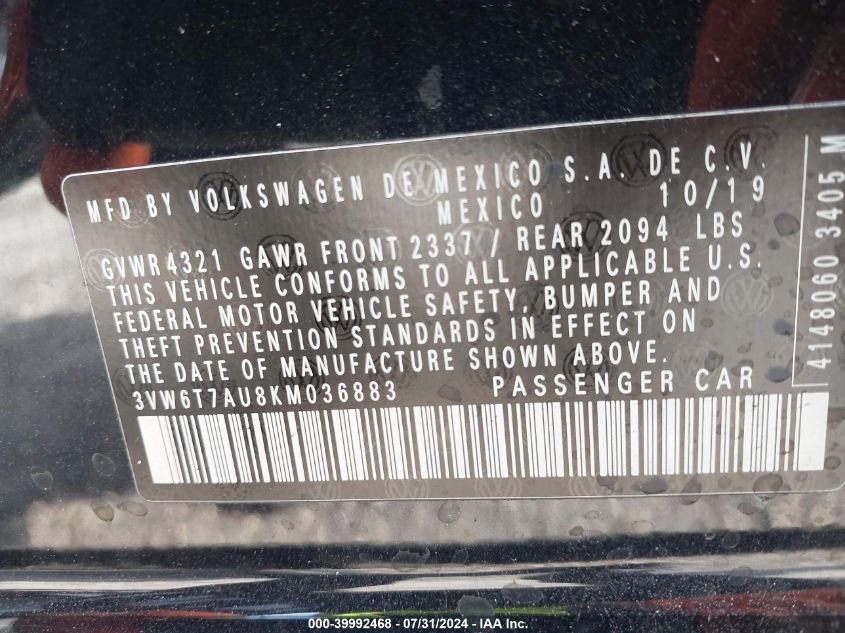 MFD BY VOLKSWAGEN DE MEXICO S.A. DE C.V.
MEXICO 10/19
GVWR 4321 GAWR FRONT 2337 / REAR 2094 LBS
THIS VEHICLE CONFORMS TO ALL APPLICABLE U.S.
FEDERAL MOTOR VEHICLE SAFETY, BUMPER AND
THEFT PREVENTION STANDARDS IN EFFECT ON
THE DATE OF MANUFACTURE SHOWN ABOVE.
3VW6T7AU8KM036883 PASSENGER CAR
4148060 3405 M
000-39992468 - 07/31/2024 - IAA Inc.